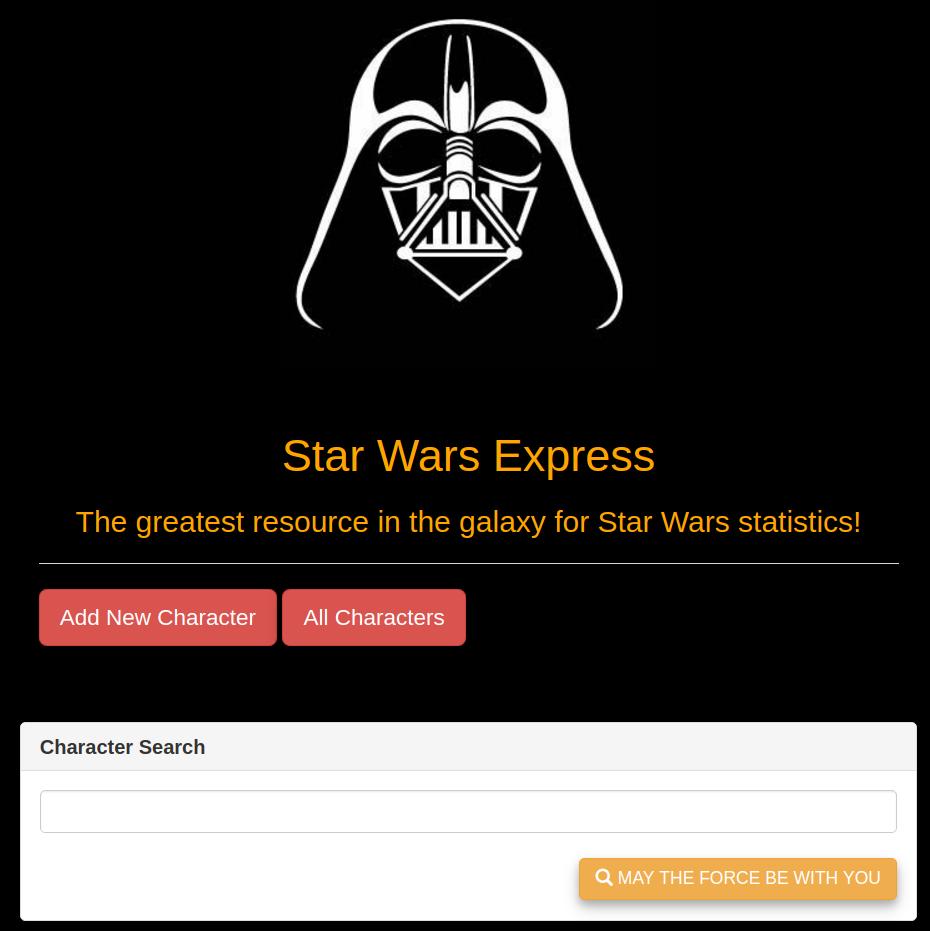 Star Wars Express
The greatest resource in the galaxy for Star Wars statistics!
Add New Character All Characters
Character Search
MAY THE FORCE BE WITH YOU